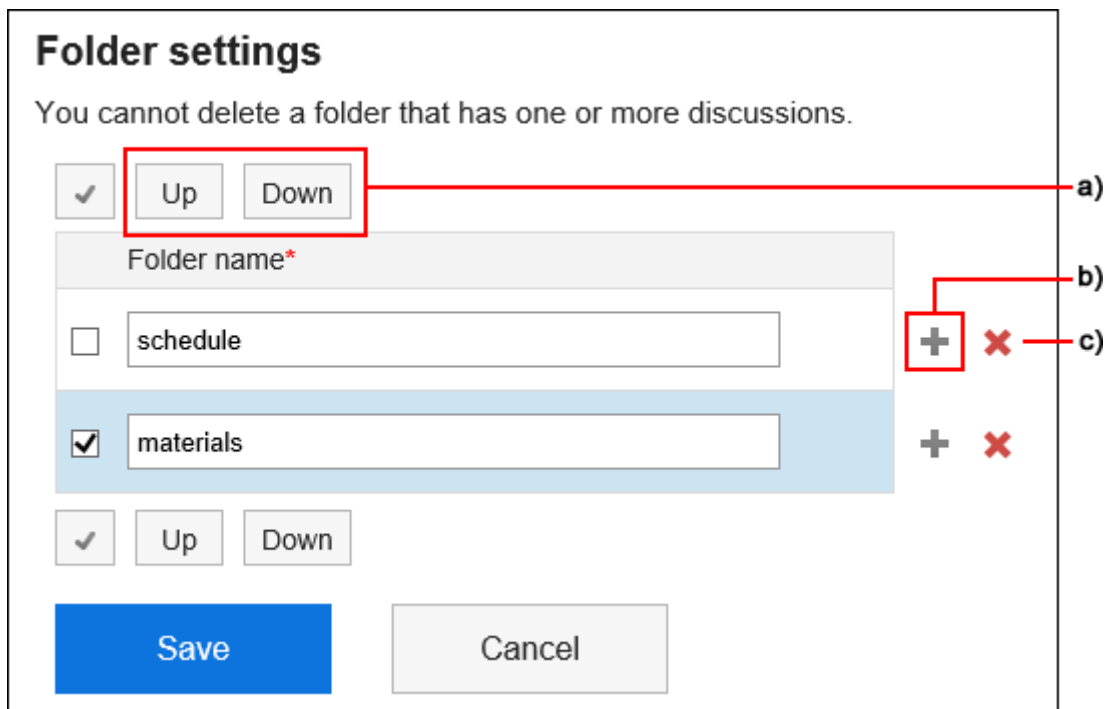 Folder settings
You cannot delete a folder that has one or more discussions.
Up Down a)
Folder name*
b)
schedule c)
materials
Up Down
Save Cancel